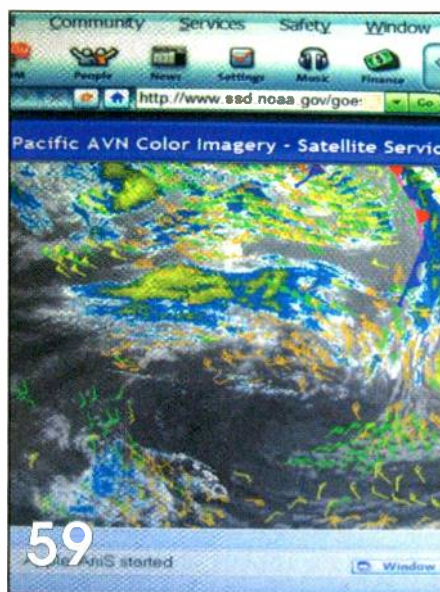 Community Services Safety Window
People News Settings Music Finance
http://www.ssd.noaa.gov/goe Go
Pacific AVN Color Imagery - Satellite Servic
59
AniS started Window